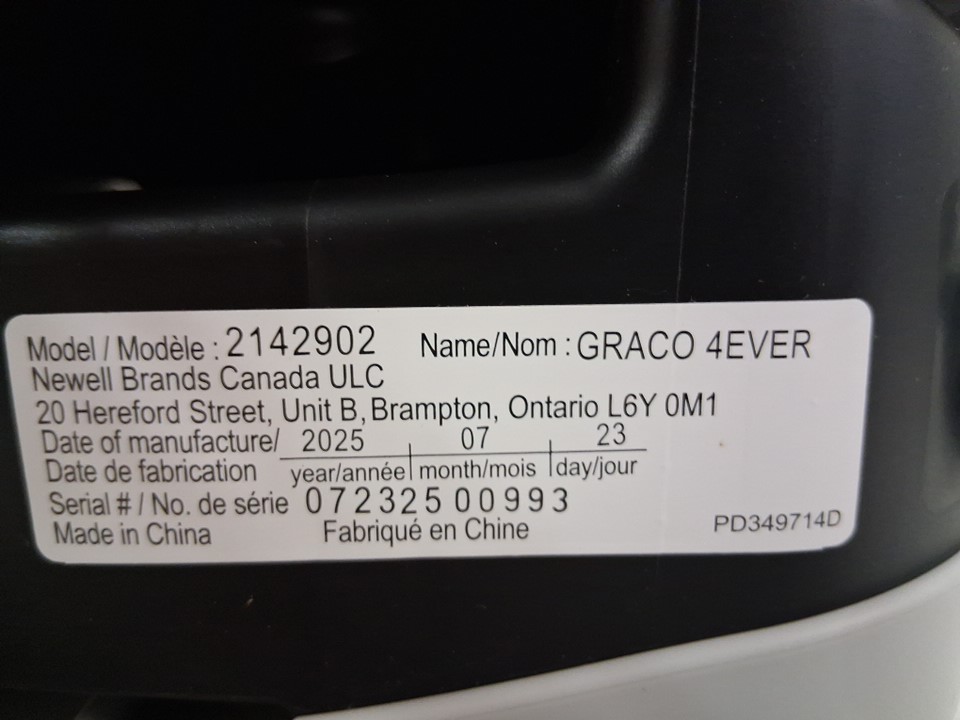 Model / Modèle : 2142902 Name/Nom : GRACO 4EVER
Newell Brands Canada ULC
20 Hereford Street, Unit B, Brampton, Ontario L6Y 0M1
Date of manufacture/ 2025 07 23
Date de fabrication year/année month/mois day/jour
Serial # / No. de série 072325 00993
Made in China Fabriqué en Chine PD349714D